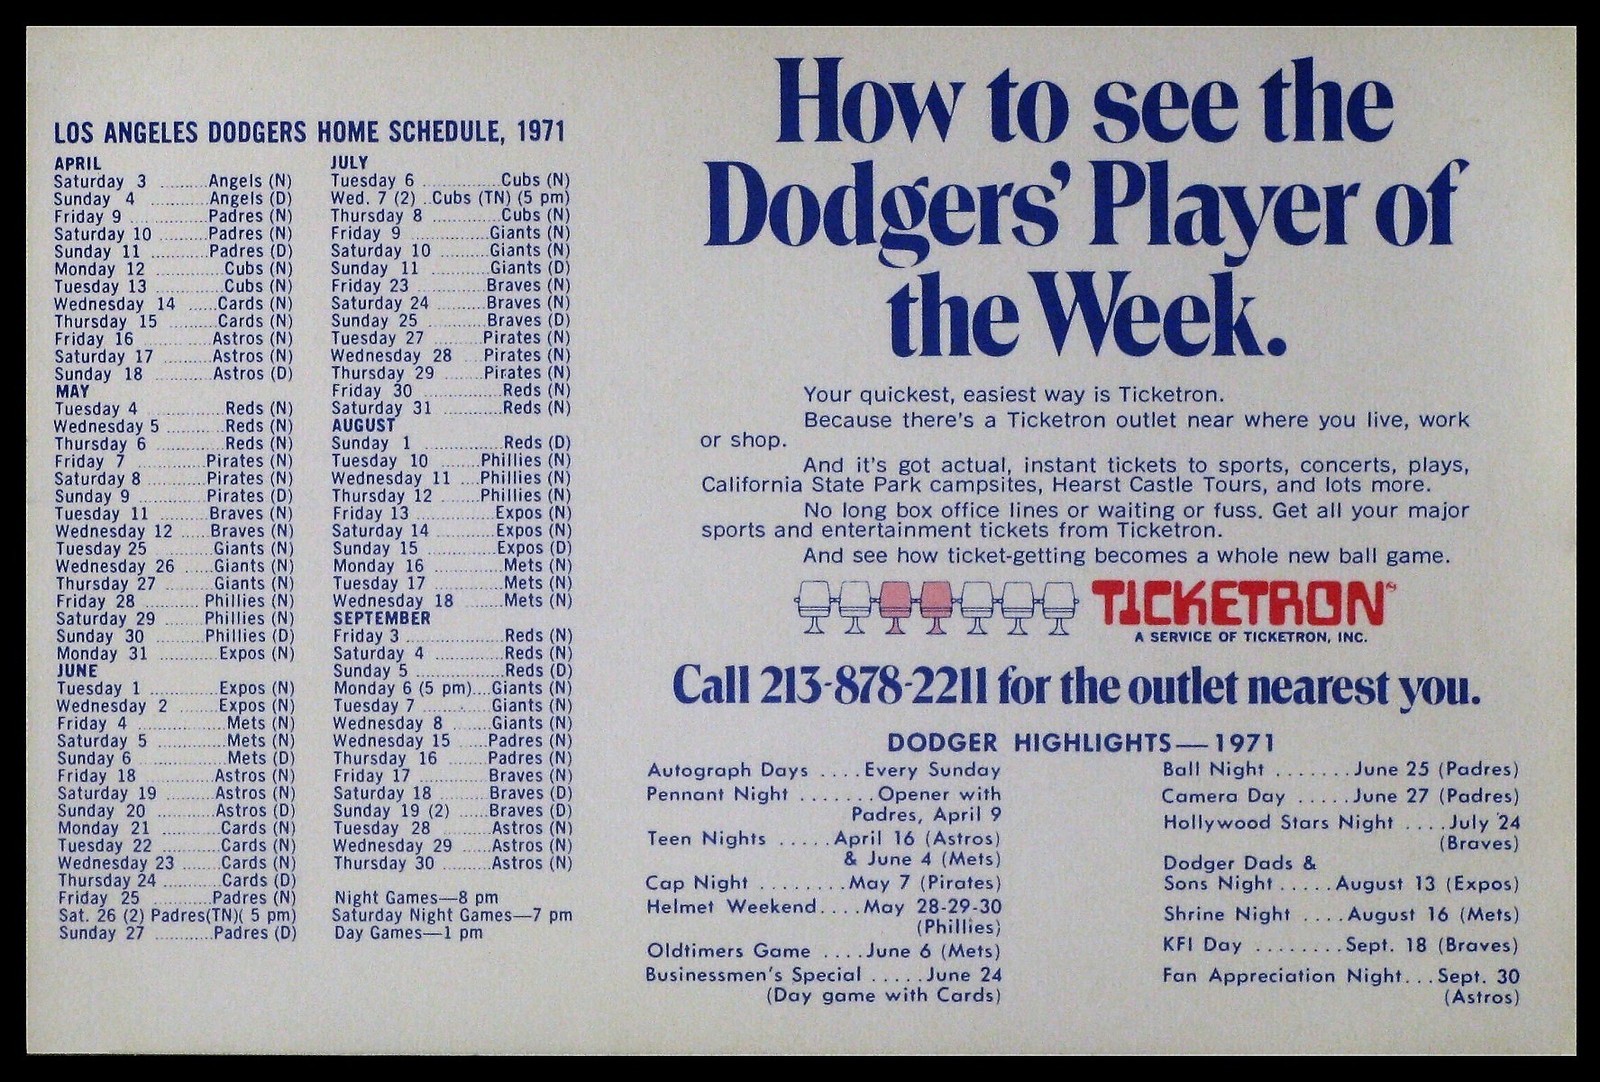 LOS ANGELES DODGERS HOME SCHEDULE, 1971
APRIL
Saturday 3 .........Angels (N)
Sunday 4 ...........Angels (D)
Friday 9 ............Padres (N)
Saturday 10 .........Padres (N)
Sunday 11 ...........Padres (D)
Monday 12 ...........Cubs (N)
Tuesday 13 ..........Cubs (N)
Wednesday 14 .....Cards (N)
Thursday 15 .........Cards (N)
Friday 16 ............Astros (N)
Saturday 17 .........Astros (N)
Sunday 18 ...........Astros (D)
MAY
Tuesday 4 .............Reds (N)
Wednesday 5 .........Reds (N)
Thursday 6 ...........Reds (N)
Friday 7 ............Pirates (N)
Saturday 8 .........Pirates (N)
Sunday 9 ...........Pirates (D)
Tuesday 11 .........Braves (N)
Wednesday 12 .....Braves (N)
Tuesday 25 .........Giants (N)
Wednesday 26 .....Giants (N)
Thursday 27 ........Giants (N)
Friday 28 .........Phillies (N)
Saturday 29 .......Phillies (N)
Sunday 30 .........Phillies (D)
Monday 31 ..........Expos (N)
JUNE
Tuesday 1 ...........Expos (N)
Wednesday 2 .......Expos (N)
Friday 4 ..............Mets (N)
Saturday 5 ...........Mets (N)
Sunday 6 .............Mets (D)
Friday 18 ............Astros (N)
Saturday 19 .........Astros (N)
Sunday 20 ...........Astros (D)
Monday 21 ...........Cards (N)
Tuesday 22 ..........Cards (N)
Wednesday 23 ......Cards (N)
Thursday 24 .........Cards (D)
Friday 25 ...........Padres (N)
Sat. 26 (2) Padres(TN)( 5 pm)
Sunday 27 ..........Padres (D)
JULY
Tuesday 6 .............Cubs (N)
Wed. 7 (2) ..Cubs (TN) (5 pm)
Thursday 8 ...........Cubs (N)
Friday 9 ..............Giants (N)
Saturday 10 .........Giants (N)
Sunday 11 ...........Giants (D)
Friday 23 ............Braves (N)
Saturday 24 .........Braves (N)
Sunday 25 ...........Braves (D)
Tuesday 27 .........Pirates (N)
Wednesday 28 .....Pirates (N)
Thursday 29 ........Pirates (N)
Friday 30 .............Reds (N)
Saturday 31 ..........Reds (N)
AUGUST
Sunday 1 .............Reds (D)
Tuesday 10 .......Phillies (N)
Wednesday 11 ....Phillies (N)
Thursday 12 .......Phillies (N)
Friday 13 ............Expos (N)
Saturday 14 .........Expos (N)
Sunday 15 ...........Expos (D)
Monday 16 ...........Mets (N)
Tuesday 17 ..........Mets (N)
Wednesday 18 .......Mets (N)
SEPTEMBER
Friday 3 ..............Reds (N)
Saturday 4 ...........Reds (N)
Sunday 5 .............Reds (D)
Monday 6 (5 pm)...Giants (N)
Tuesday 7 ...........Giants (N)
Wednesday 8 .......Giants (N)
Wednesday 15 .....Padres (N)
Thursday 16 ........Padres (N)
Friday 17 ...........Braves (N)
Saturday 18 .........Braves (D)
Sunday 19 (2) ......Braves (D)
Tuesday 28 ..........Astros (N)
Wednesday 29 ......Astros (N)
Thursday 30 .........Astros (N)
Night Games—8 pm
Saturday Night Games—7 pm
Day Games—1 pm
How to see the
Dodgers' Player of
the Week.
Your quickest, easiest way is Ticketron.
Because there's a Ticketron outlet near where you live, work
or shop.
And it's got actual, instant tickets to sports, concerts, plays,
California State Park campsites, Hearst Castle Tours, and lots more.
No long box office lines or waiting or fuss. Get all your major
sports and entertainment tickets from Ticketron.
And see how ticket-getting becomes a whole new ball game.
TICKETRON
A SERVICE OF TICKETRON, INC.
Call 213-878-2211 for the outlet nearest you.
DODGER HIGHLIGHTS—1971
Autograph Days ....Every Sunday
Pennant Night .......Opener with
Padres, April 9
Teen Nights .....April 16 (Astros)
& June 4 (Mets)
Cap Night ........May 7 (Pirates)
Helmet Weekend....May 28-29-30
(Phillies)
Oldtimers Game ....June 6 (Mets)
Businessmen's Special .....June 24
(Day game with Cards)
Ball Night .......June 25 (Padres)
Camera Day .....June 27 (Padres)
Hollywood Stars Night ....July 24
(Braves)
Dodger Dads &
Sons Night.....August 13 (Expos)
Shrine Night ....August 16 (Mets)
KFI Day ........Sept. 18 (Braves)
Fan Appreciation Night...Sept. 30
(Astros)